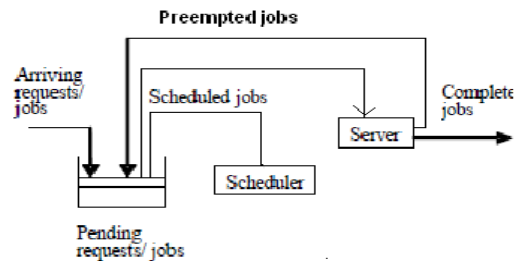 Preempted jobs
Arriving
requests/
jobs
Scheduled jobs
Complete
jobs
Server
Scheduler
Pending
requests/ jobs